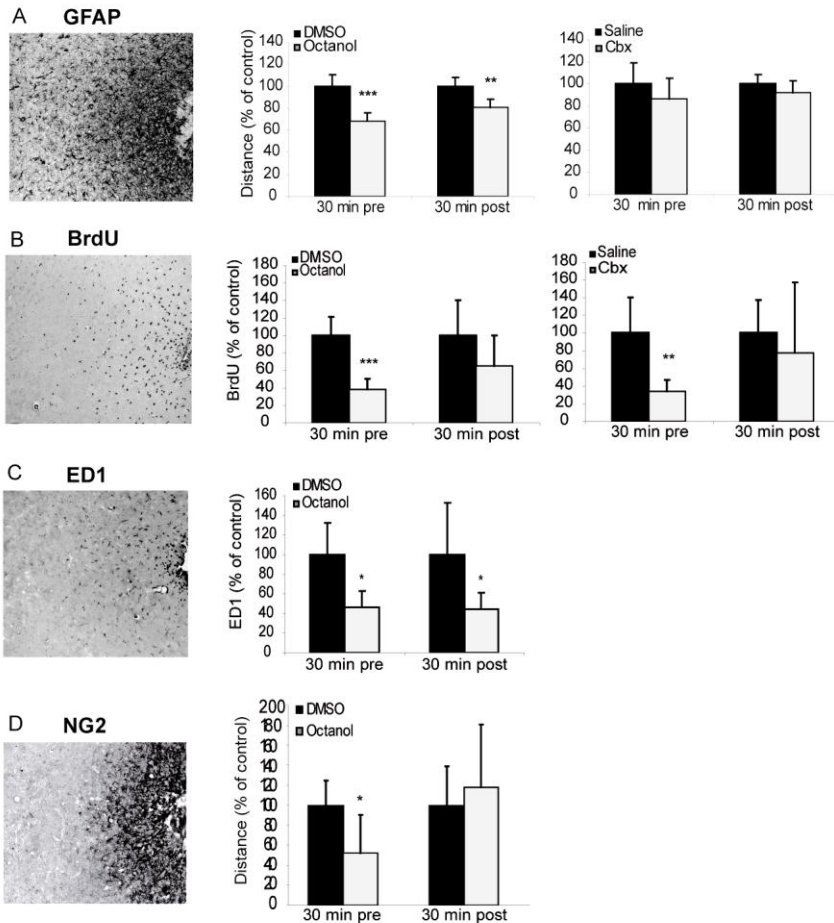 A GFAP
Distance (% of control)
140
120
100
80
60
40
20
0
DMSO
Octanol
***
**
30 min pre
30 min post
140
120
100
80
60
40
20
0
Saline
Cbx
30 min pre
30 min post
B BrdU
BrdU (% of control)
180
160
140
120
100
80
60
40
20
0
DMSO
Octanol
***
30 min pre
30 min post
180
160
140
120
100
80
60
40
20
0
Saline
Cbx
**
30 min pre
30 min post
C ED1
ED1 (% of control)
160
140
120
100
80
60
40
20
0
DMSO
Octanol
*
*
30 min pre
30 min post
D NG2
Distance (% of control)
200
180
160
140
120
100
80
60
40
20
0
DMSO
Octanol
*
30 min pre
30 min post